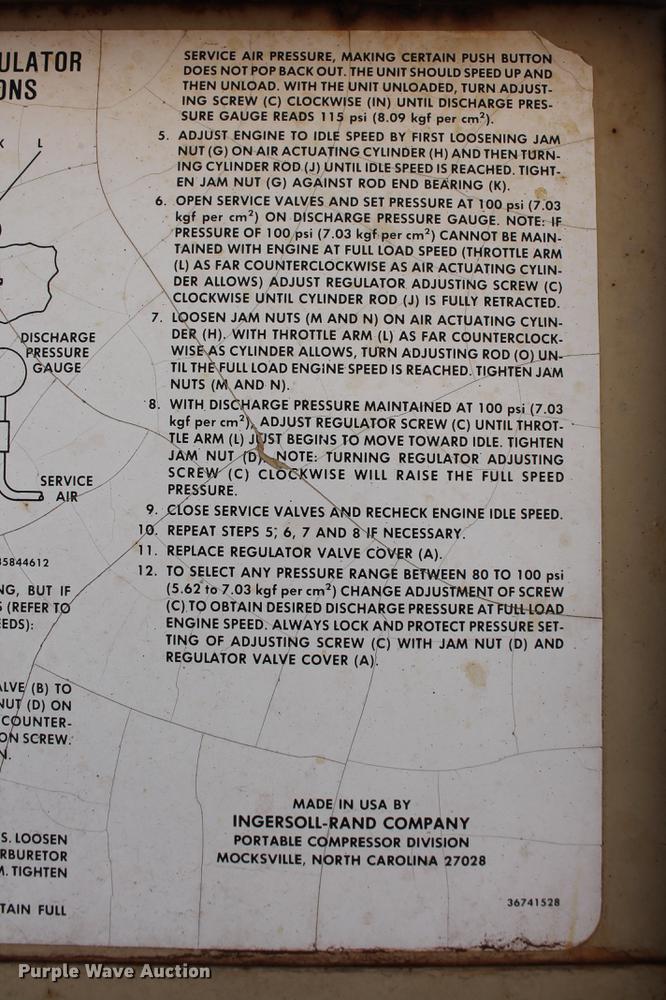 ULATOR
ONS
L
DISCHARGE
PRESSURE
GAUGE
SERVICE
AIR
35844612
NG, BUT IF
S (REFER TO
EEDS):
ALVE (B) TO
NUT (D) ON
COUNTER-
ON SCREW.
N.
S. LOOSEN
RBURETOR
M. TIGHTEN
TAIN FULL
SERVICE AIR PRESSURE, MAKING CERTAIN PUSH BUTTON
DOES NOT POP BACK OUT. THE UNIT SHOULD SPEED UP AND
THEN UNLOAD. WITH THE UNIT UNLOADED, TURN ADJUST-
ING SCREW (C) CLOCKWISE (IN) UNTIL DISCHARGE PRES-
SURE GAUGE READS 115 psi (8.09 kgf per cm²).
5. ADJUST ENGINE TO IDLE SPEED BY FIRST LOOSENING JAM
NUT (G) ON AIR ACTUATING CYLINDER (H) AND THEN TURN-
ING CYLINDER ROD (J) UNTIL IDLE SPEED IS REACHED. TIGHT-
EN JAM NUT (G) AGAINST ROD END BEARING (K).
6. OPEN SERVICE VALVES AND SET PRESSURE AT 100 psi (7.03
kgf per cm²) ON DISCHARGE PRESSURE GAUGE. NOTE: IF
PRESSURE OF 100 psi (7.03 kgf per cm²) CANNOT BE MAIN-
TAINED WITH ENGINE AT FULL LOAD SPEED (THROTTLE ARM
(L) AS FAR COUNTERCLOCKWISE AS AIR ACTUATING CYLIN-
DER ALLOWS) ADJUST REGULATOR ADJUSTING SCREW (C)
CLOCKWISE UNTIL CYLINDER ROD (J) IS FULLY RETRACTED.
7. LOOSEN JAM NUTS (M AND N) ON AIR ACTUATING CYLIN-
DER (H). WITH THROTTLE ARM (L) AS FAR COUNTERCLOCK-
WISE AS CYLINDER ALLOWS, TURN ADJUSTING ROD (O) UN-
TIL THE FULL LOAD ENGINE SPEED IS REACHED. TIGHTEN JAM
NUTS (M AND N).
8. WITH DISCHARGE PRESSURE MAINTAINED AT 100 psi (7.03
kgf per cm²), ADJUST REGULATOR SCREW (C) UNTIL THROT-
TLE ARM (L) JUST BEGINS TO MOVE TOWARD IDLE. TIGHTEN
JAM NUT (D). NOTE: TURNING REGULATOR ADJUSTING
SCREW (C) CLOCKWISE WILL RAISE THE FULL SPEED
PRESSURE.
9. CLOSE SERVICE VALVES AND RECHECK ENGINE IDLE SPEED.
10. REPEAT STEPS 5; 6, 7 AND 8 IF NECESSARY.
11. REPLACE REGULATOR VALVE COVER (A).
12. TO SELECT ANY PRESSURE RANGE BETWEEN 80 TO 100 psi
(5.62 to 7.03 kgf per cm²) CHANGE ADJUSTMENT OF SCREW
(C) TO OBTAIN DESIRED DISCHARGE PRESSURE AT FULL LOAD
ENGINE SPEED. ALWAYS LOCK AND PROTECT PRESSURE SET-
TING OF ADJUSTING SCREW (C) WITH JAM NUT (D) AND
REGULATOR VALVE COVER (A).
MADE IN USA BY
INGERSOLL-RAND COMPANY
PORTABLE COMPRESSOR DIVISION
MOCKSVILLE, NORTH CAROLINA 27028
36741528
Purple Wave Auction